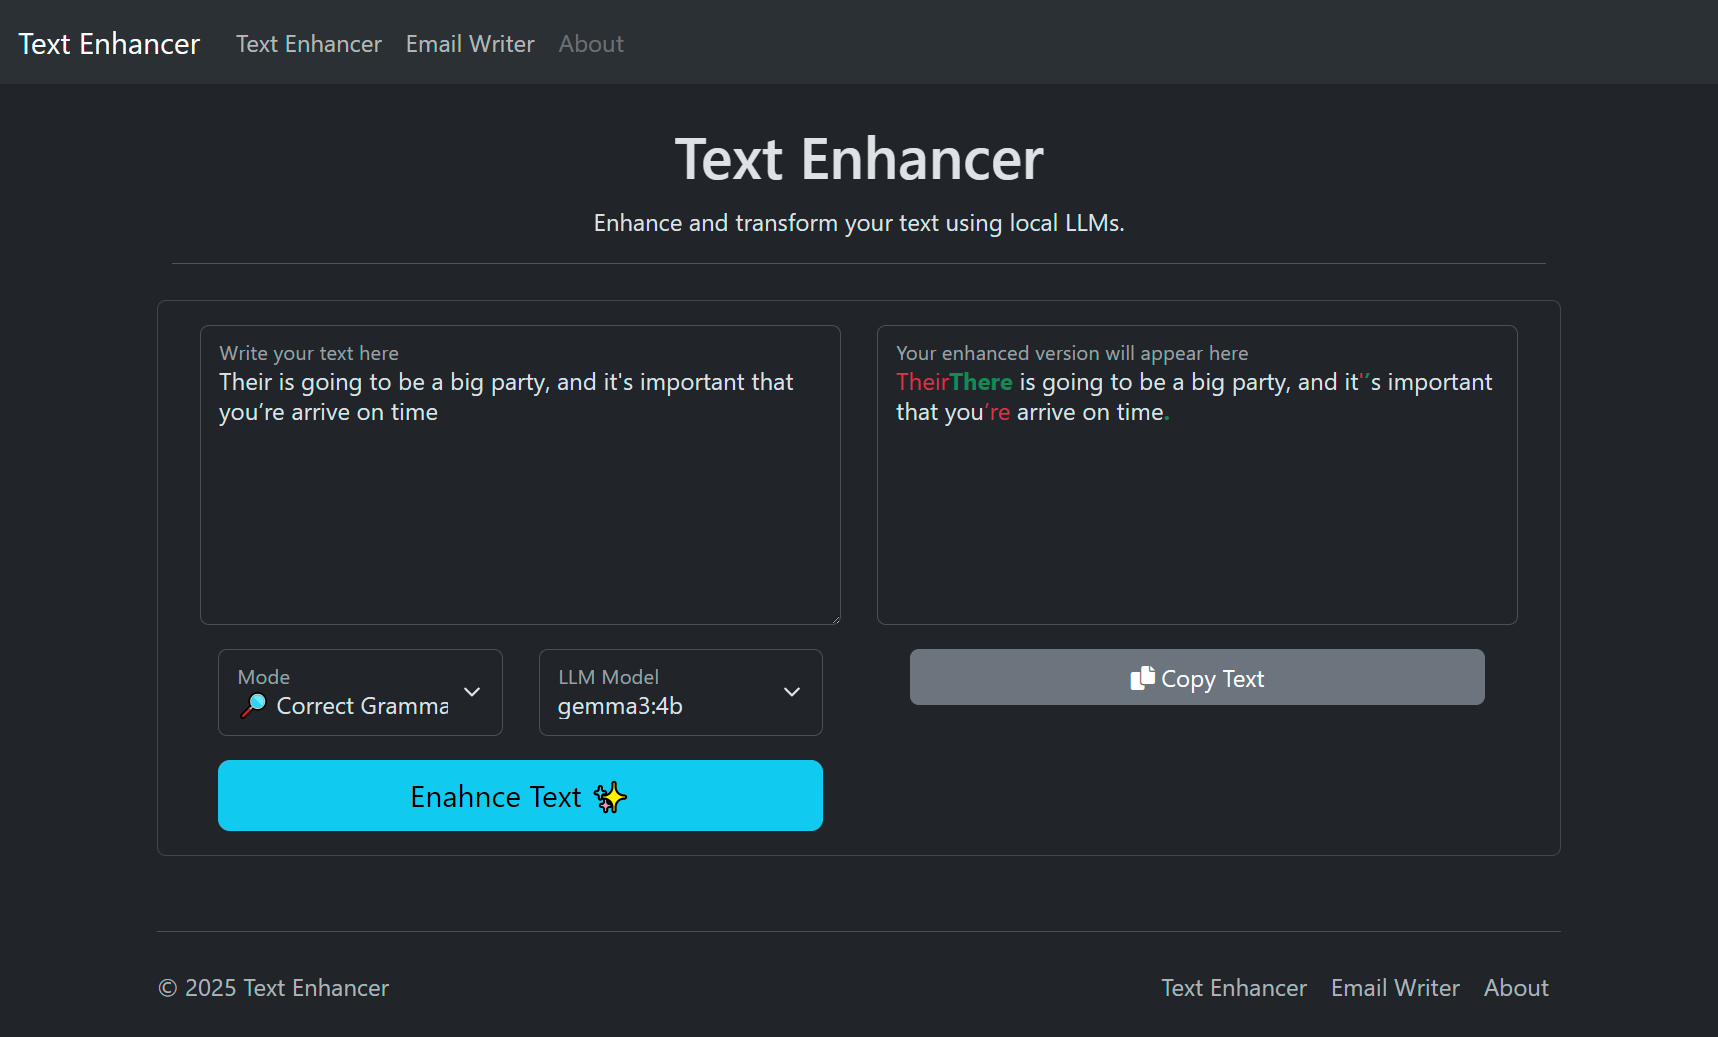 Text Enhancer Text Enhancer Email Writer About
Text Enhancer
Enhance and transform your text using local LLMs.
Write your text here
Their is going to be a big party, and it's important that
you’re arrive on time
Your enhanced version will appear here
TheirThere is going to be a big party, and it'’s important
that you’re arrive on time.
Mode
🔎 Correct Gramma
LLM Model
gemma3:4b
Copy Text
Enahnce Text ✨
© 2025 Text Enhancer
Text Enhancer Email Writer About